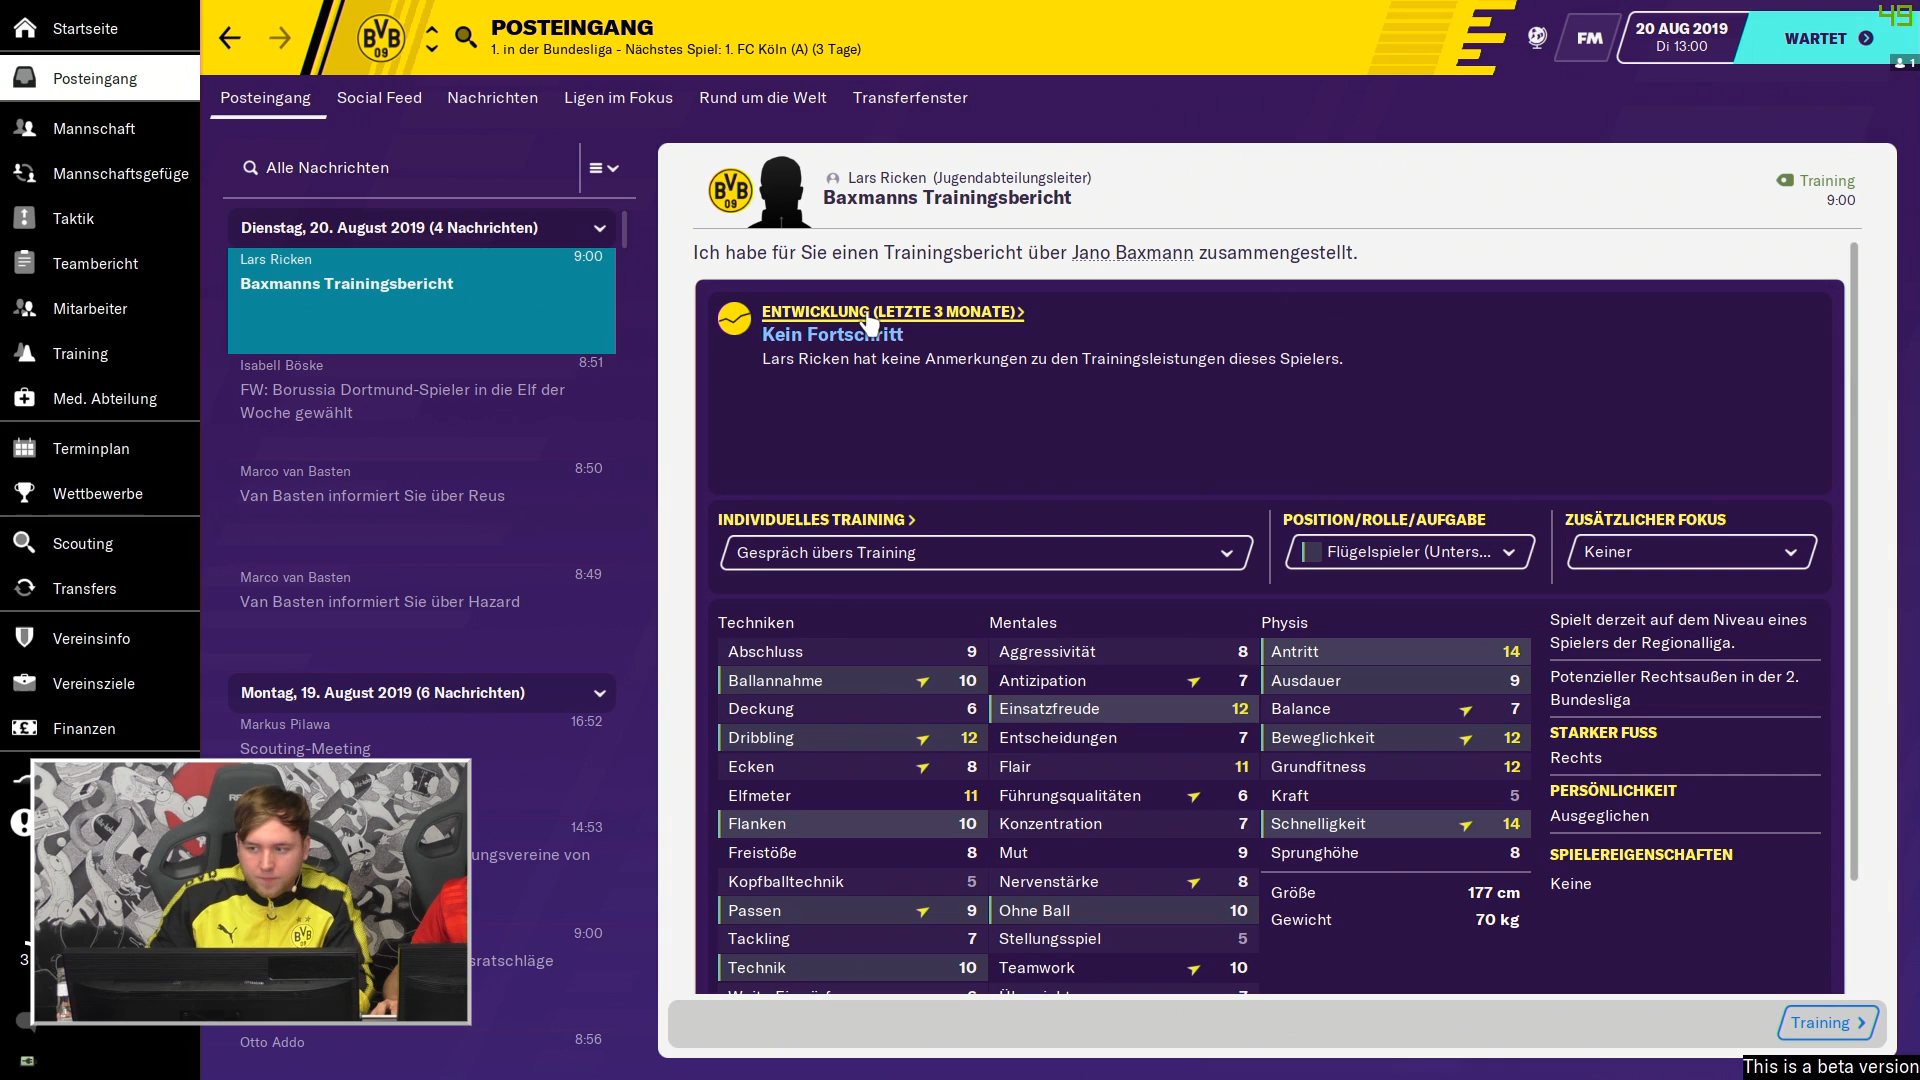 Startseite
Posteingang
Mannschaft
Mannschaftsgefüge
Taktik
Teambericht
Mitarbeiter
Training
Med. Abteilung
Terminplan
Wettbewerbe
Scouting
Transfers
Vereinsinfo
Vereinsziele
Finanzen
BVB
09
POSTEINGANG
1. in der Bundesliga - Nächstes Spiel: 1. FC Köln (A) (3 Tage)
FM
20 AUG 2019
Di 13:00
WARTET
49
1
Posteingang
Social Feed
Nachrichten
Ligen im Fokus
Rund um die Welt
Transferfenster
Alle Nachrichten
Dienstag, 20. August 2019 (4 Nachrichten)
Lars Ricken 9:00
Baxmanns Trainingsbericht
Isabell Böske 8:51
FW: Borussia Dortmund-Spieler in die Elf der
Woche gewählt
Marco van Basten 8:50
Van Basten informiert Sie über Reus
Marco van Basten 8:49
Van Basten informiert Sie über Hazard
Montag, 19. August 2019 (6 Nachrichten)
Markus Pilawa 16:52
Scouting-Meeting
14:53
ungsvereine von
9:00
sratschläge
Otto Addo 8:56
3
BVB
09
BVB
09
Lars Ricken (Jugendabteilungsleiter)
Baxmanns Trainingsbericht
Training
9:00
Ich habe für Sie einen Trainingsbericht über Jano Baxmann zusammengestellt.
ENTWICKLUNG (LETZTE 3 MONATE)
Kein Fortschritt
Lars Ricken hat keine Anmerkungen zu den Trainingsleistungen dieses Spielers.
INDIVIDUELLES TRAINING
Gespräch übers Training
POSITION/ROLLE/AUFGABE
Flügelspieler (Unters...
ZUSÄTZLICHER FOKUS
Keiner
Techniken
Abschluss 9
Ballannahme 10
Deckung 6
Dribbling 12
Ecken 8
Elfmeter 11
Flanken 10
Freistöße 8
Kopfballtechnik 5
Passen 9
Tackling 7
Technik 10
Mentales
Aggressivität 8
Antizipation 7
Einsatzfreude 12
Entscheidungen 7
Flair 11
Führungsqualitäten 6
Konzentration 7
Mut 9
Nervenstärke 8
Ohne Ball 10
Stellungsspiel 5
Teamwork 10
Physis
Antritt 14
Ausdauer 9
Balance 7
Beweglichkeit 12
Grundfitness 12
Kraft 5
Schnelligkeit 14
Sprunghöhe 8
Größe 177 cm
Gewicht 70 kg
Spielt derzeit auf dem Niveau eines
Spielers der Regionalliga.
Potenzieller Rechtsaußen in der 2.
Bundesliga
STARKER FUSS
Rechts
PERSÖNLICHKEIT
Ausgeglichen
SPIELEREIGENSCHAFTEN
Keine
Training
This is a beta version